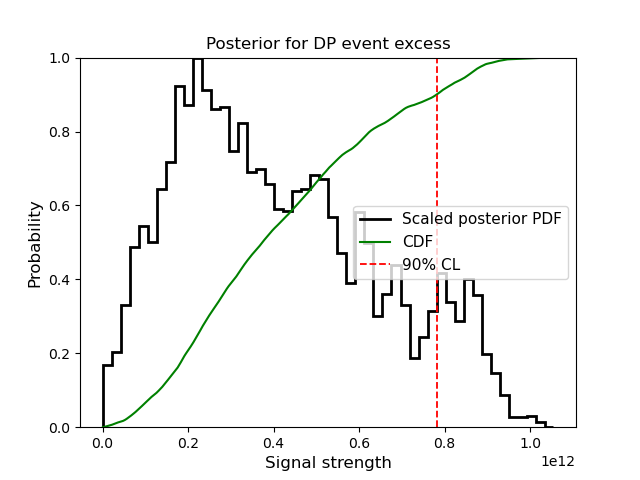 Posterior for DP event excess
1.0
0.8
0.6
0.4
0.2
0.0
Probability
Scaled posterior PDF
CDF
90% CL
0.0 0.2 0.4 0.6 0.8 1.0
1e12
Signal strength